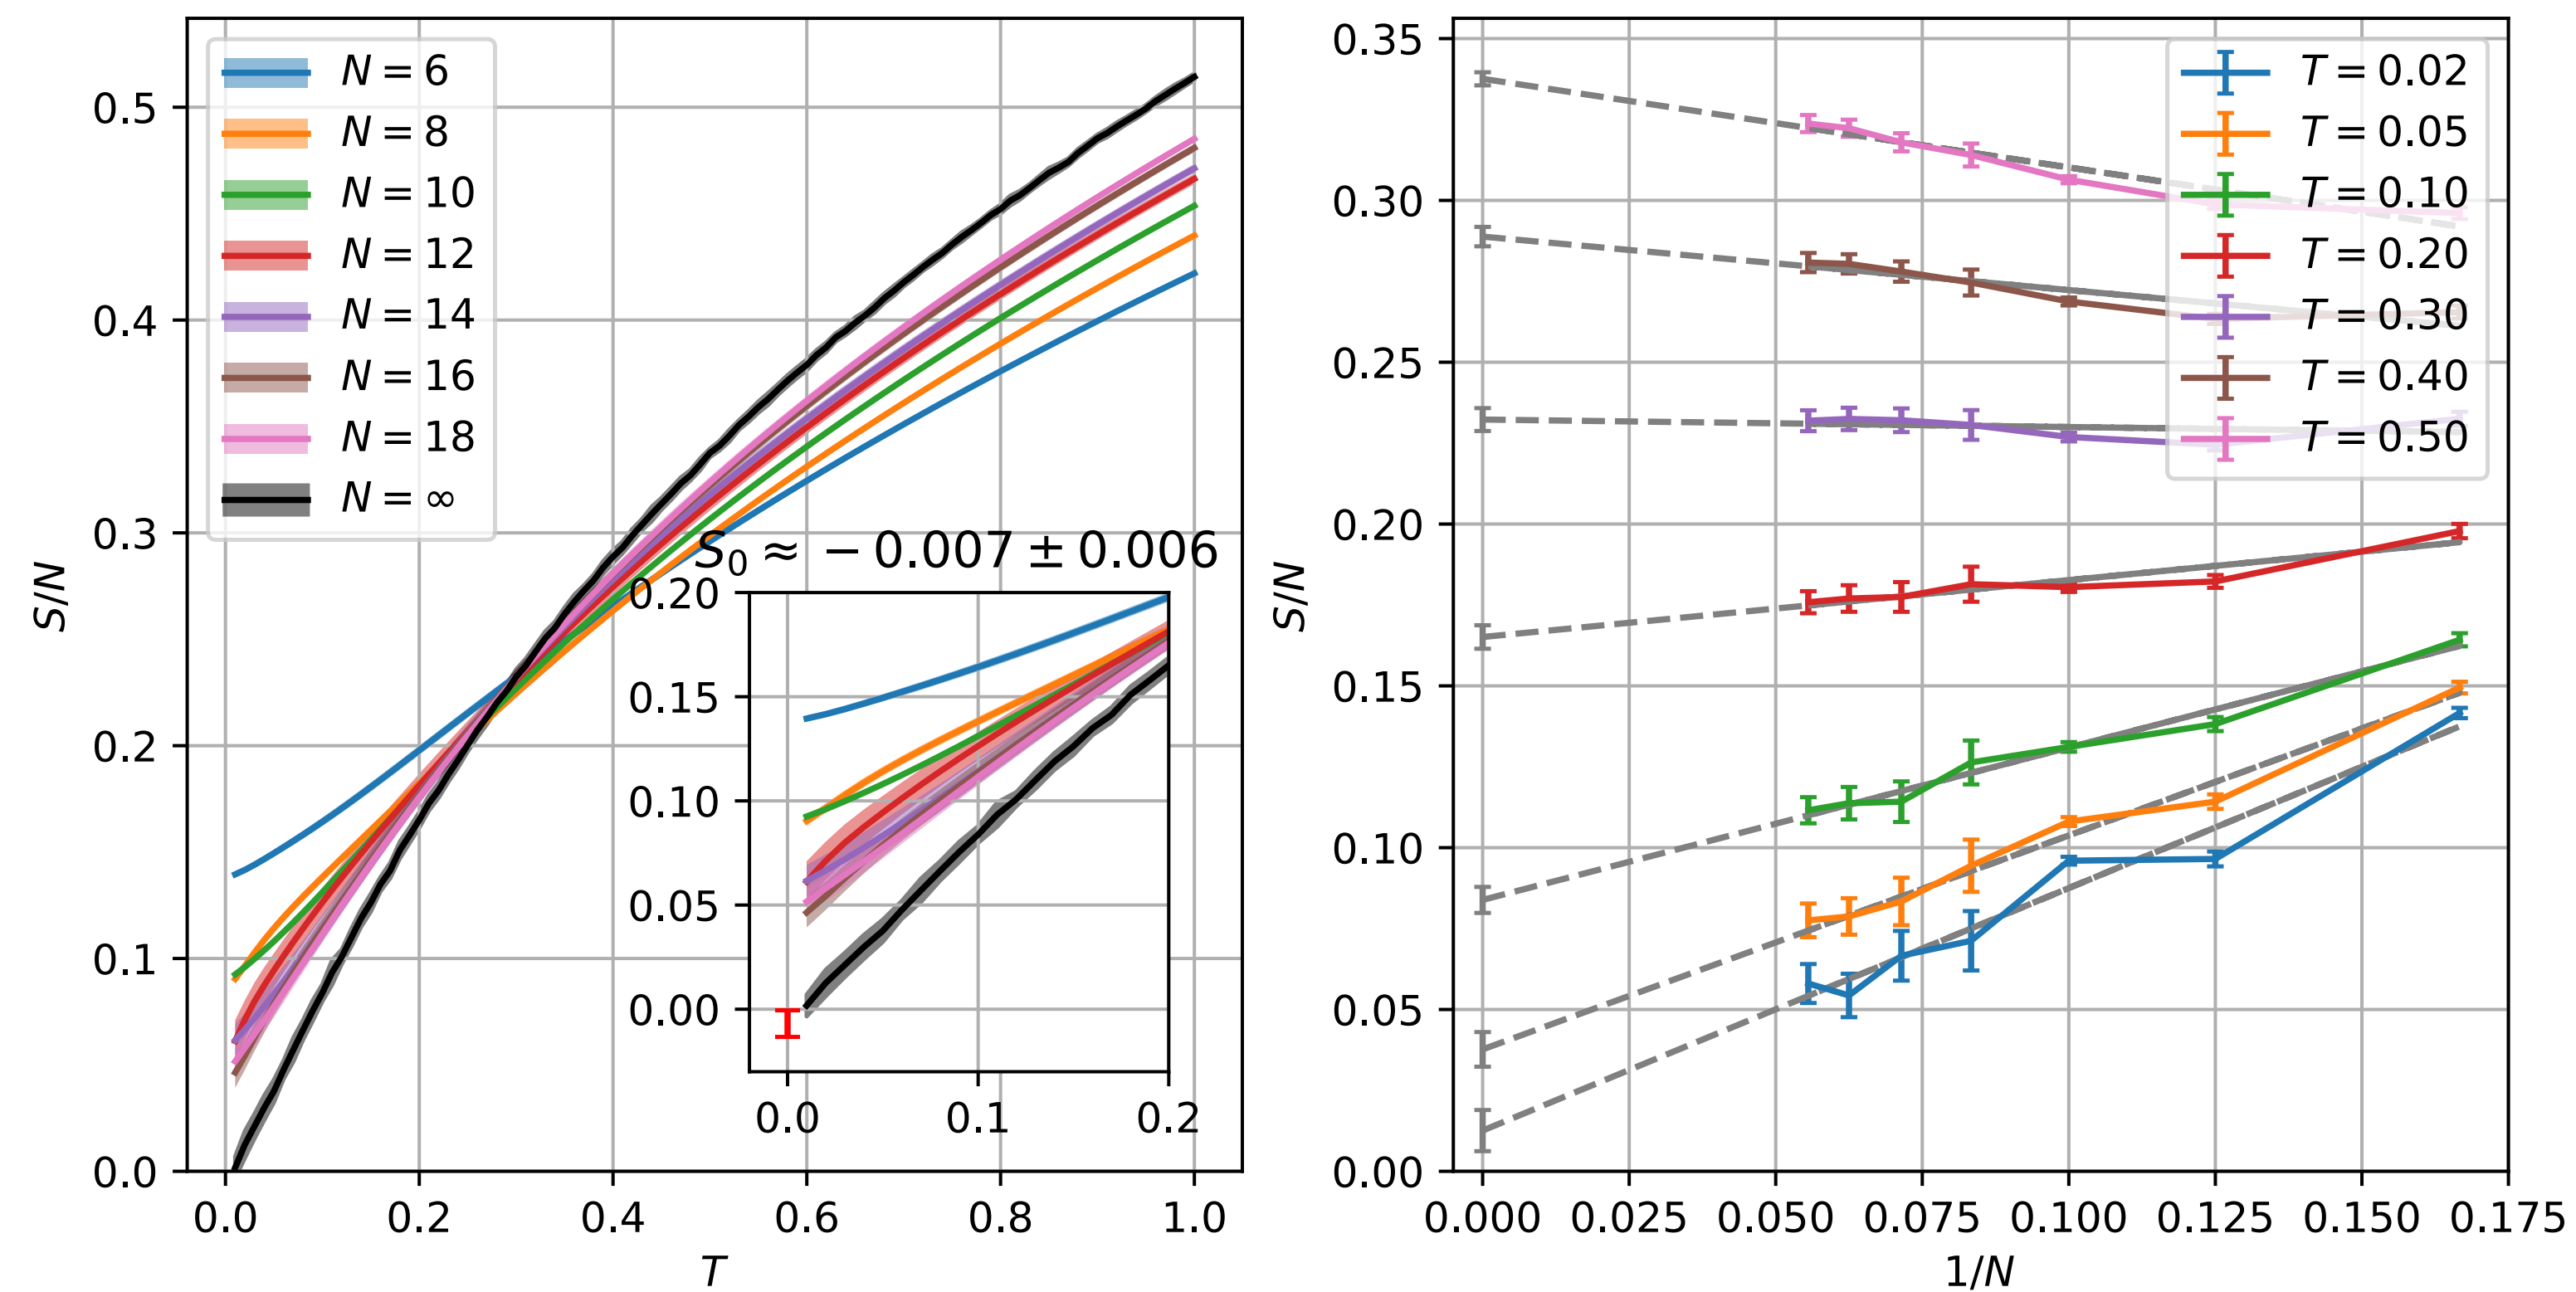 N = 6
N = 8
N = 10
N = 12
N = 14
N = 16
N = 18
N = ∞
S/N
0.5
0.4
0.3
0.2
0.1
0.0
0.0 0.2 0.4 0.6 0.8 1.0
T
S₀ ≈ − 0.007 ± 0.006
0.20
0.15
0.10
0.05
0.00
0.0 0.1 0.2
T = 0.02
T = 0.05
T = 0.10
T = 0.20
T = 0.30
T = 0.40
T = 0.50
S/N
0.35
0.30
0.25
0.20
0.15
0.10
0.05
0.00
0.000 0.025 0.050 0.075 0.100 0.125 0.150 0.175
1/N